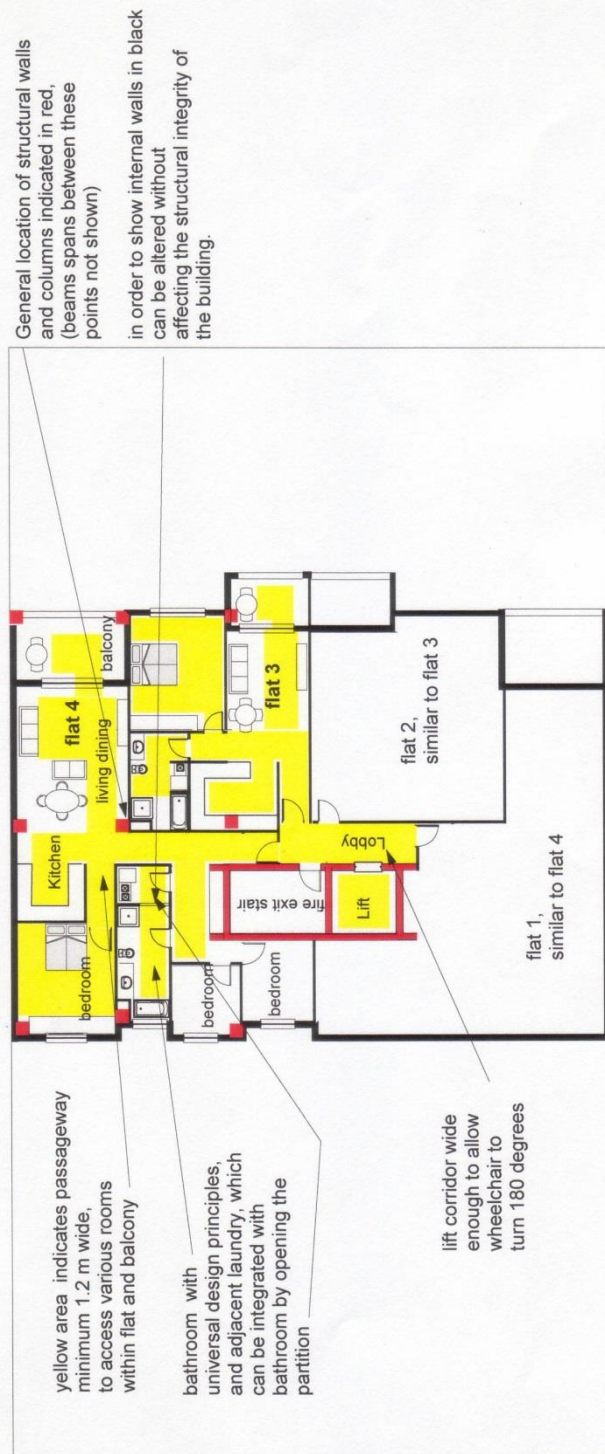 General location of structural walls
and columns indicated in red,
(beams spans between these
points not shown)
in order to show internal walls in black
can be altered without
affecting the structural integrity of
the building.
yellow area indicates passageway
minimum 1.2 m wide,
to access various rooms
within flat and balcony
bathroom with
universal design principles,
and adjacent laundry, which
can be integrated with
bathroom by opening the
partition
lift corridor wide
enough to allow
wheelchair to
turn 180 degrees
bedroom
Kitchen
living dining
flat 4
balcony
bedroom
bedroom
fire exit stair
Lift
Lobby
flat 3
flat 2,
similar to flat 3
flat 1,
similar to flat 4